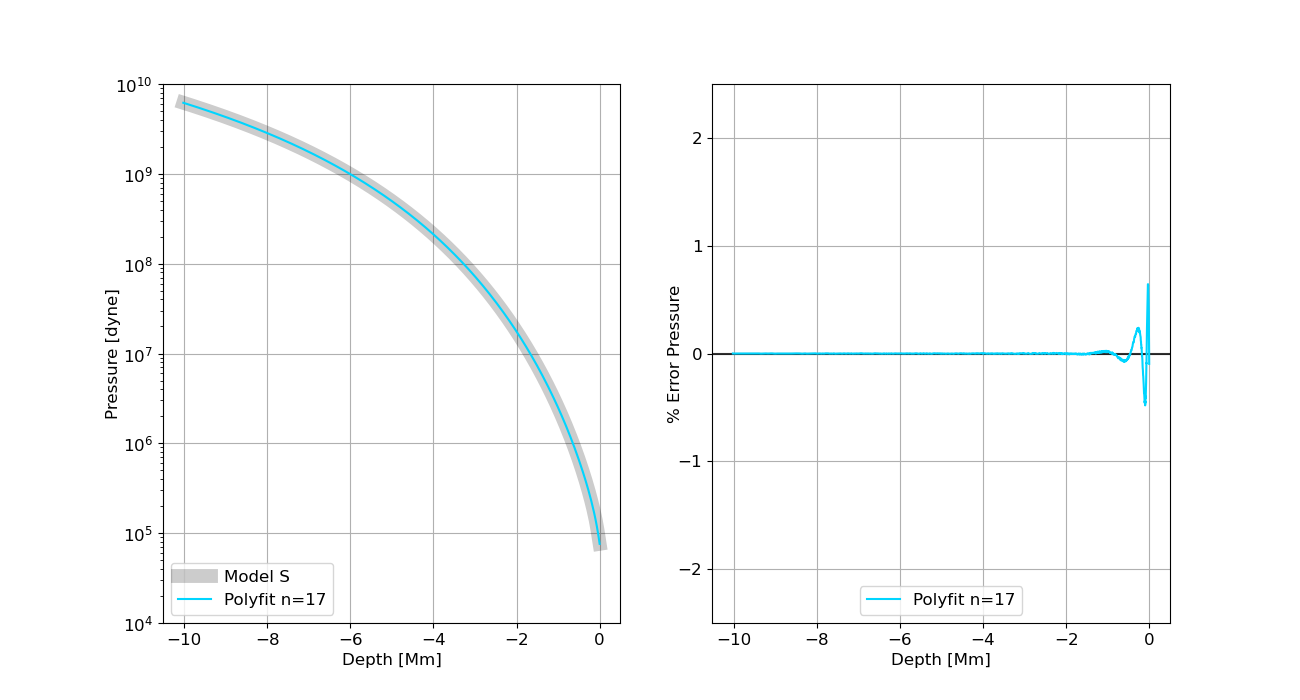 10^10
10^9
10^8
10^7
10^6
10^5
10^4
Pressure [dyne]
−10 −8 −6 −4 −2 0
Depth [Mm]
Model S
Polyfit n=17
2
1
0
−1
−2
% Error Pressure
−10 −8 −6 −4 −2 0
Depth [Mm]
Polyfit n=17